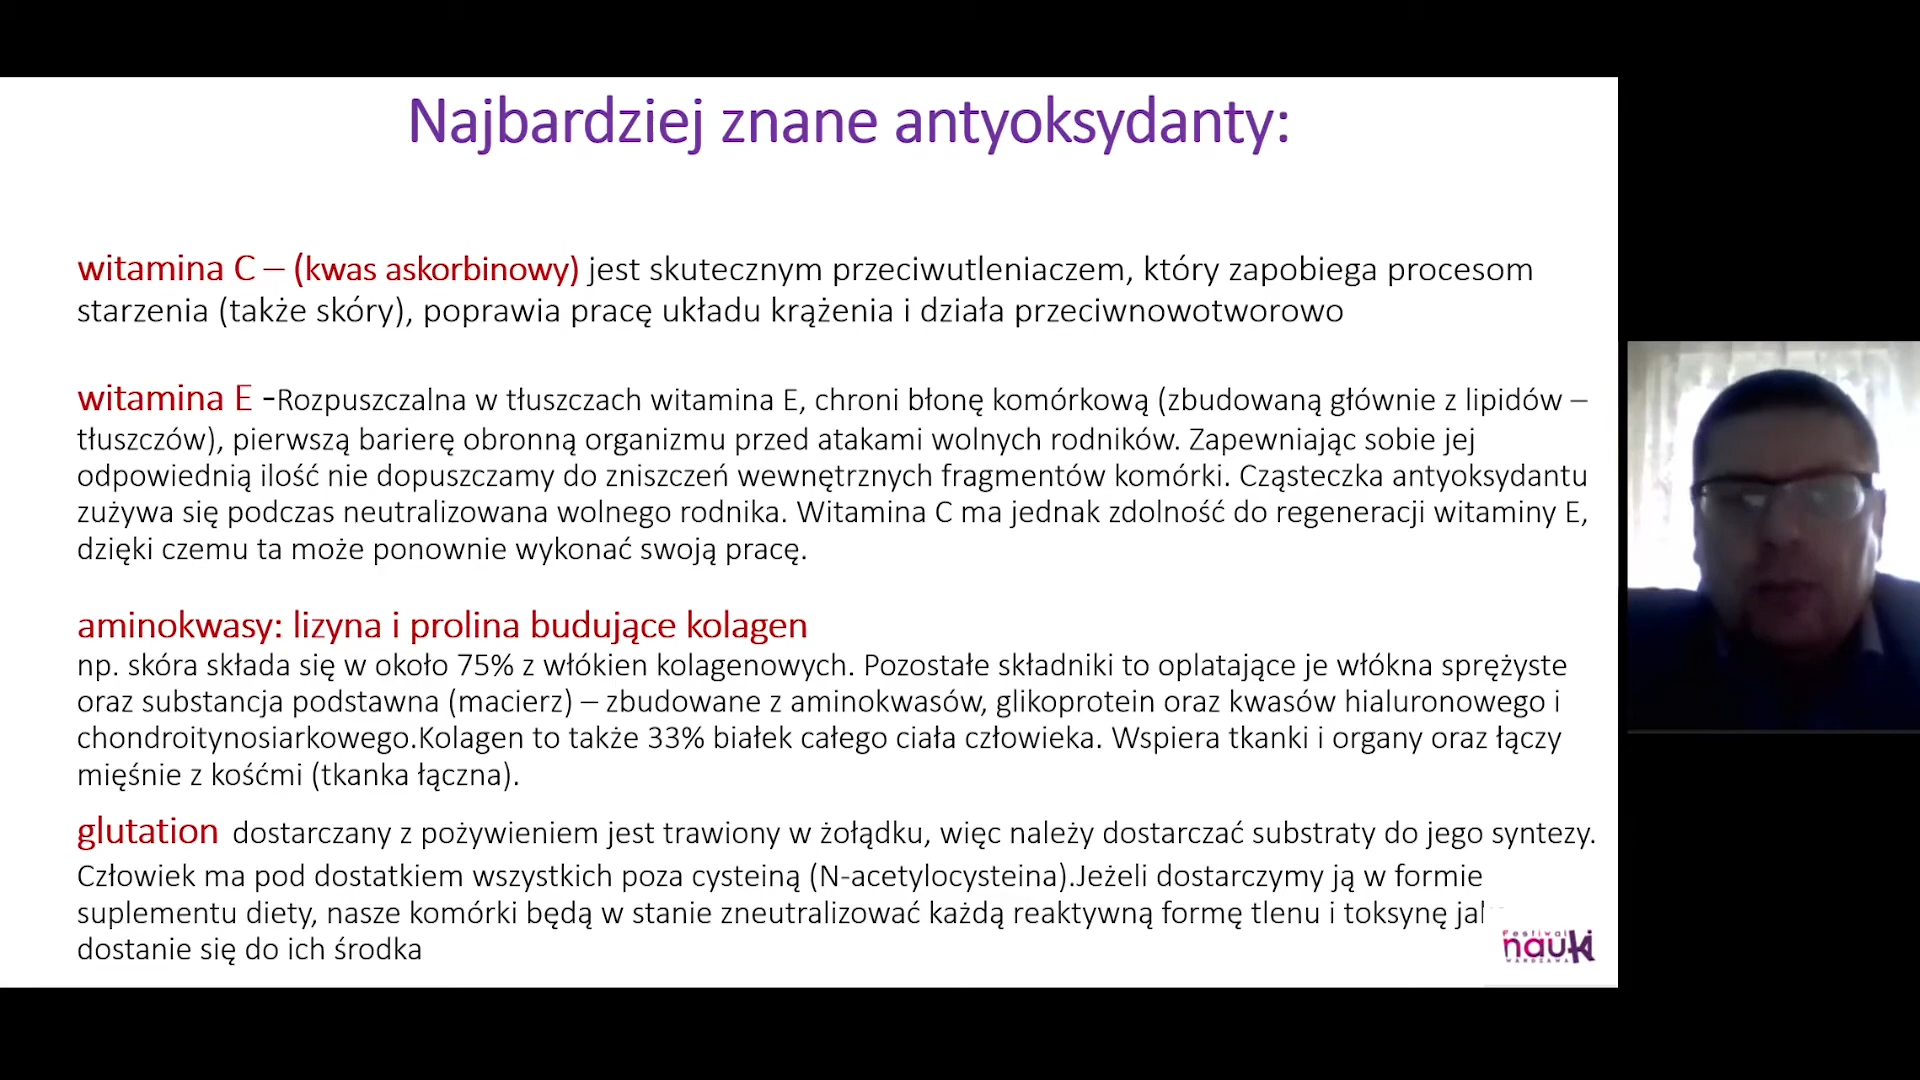 Najbardziej znane antyoksydanty:
witamina C – (kwas askorbinowy) jest skutecznym przeciwutleniaczem, który zapobiega procesom
starzenia (także skóry), poprawia pracę układu krążenia i działa przeciwnowotworowo
witamina E -Rozpuszczalna w tłuszczach witamina E, chroni błonę komórkową (zbudowaną głównie z lipidów –
tłuszczów), pierwszą barierę obronną organizmu przed atakami wolnych rodników. Zapewniając sobie jej
odpowiednią ilość nie dopuszczamy do zniszczeń wewnętrznych fragmentów komórki. Cząsteczka antyoksydantu
zużywa się podczas neutralizowana wolnego rodnika. Witamina C ma jednak zdolność do regeneracji witaminy E,
dzięki czemu ta może ponownie wykonać swoją pracę.
aminokwasy: lizyna i prolina budujące kolagen
np. skóra składa się w około 75% z włókien kolagenowych. Pozostałe składniki to oplatające je włókna sprężyste
oraz substancja podstawna (macierz) – zbudowane z aminokwasów, glikoprotein oraz kwasów hialuronowego i
chondroitynosiarkowego.Kolagen to także 33% białek całego ciała człowieka. Wspiera tkanki i organy oraz łączy
mięśnie z kośćmi (tkanka łączna).
glutation dostarczany z pożywieniem jest trawiony w żołądku, więc należy dostarczać substraty do jego syntezy.
Człowiek ma pod dostatkiem wszystkich poza cysteiną (N-acetylocysteina).Jeżeli dostarczymy ją w formie
suplementu diety, nasze komórki będą w stanie zneutralizować każdą reaktywną formę tlenu i toksynę
dostanie się do ich środka
Festiwal
nauki
WARSZAWA